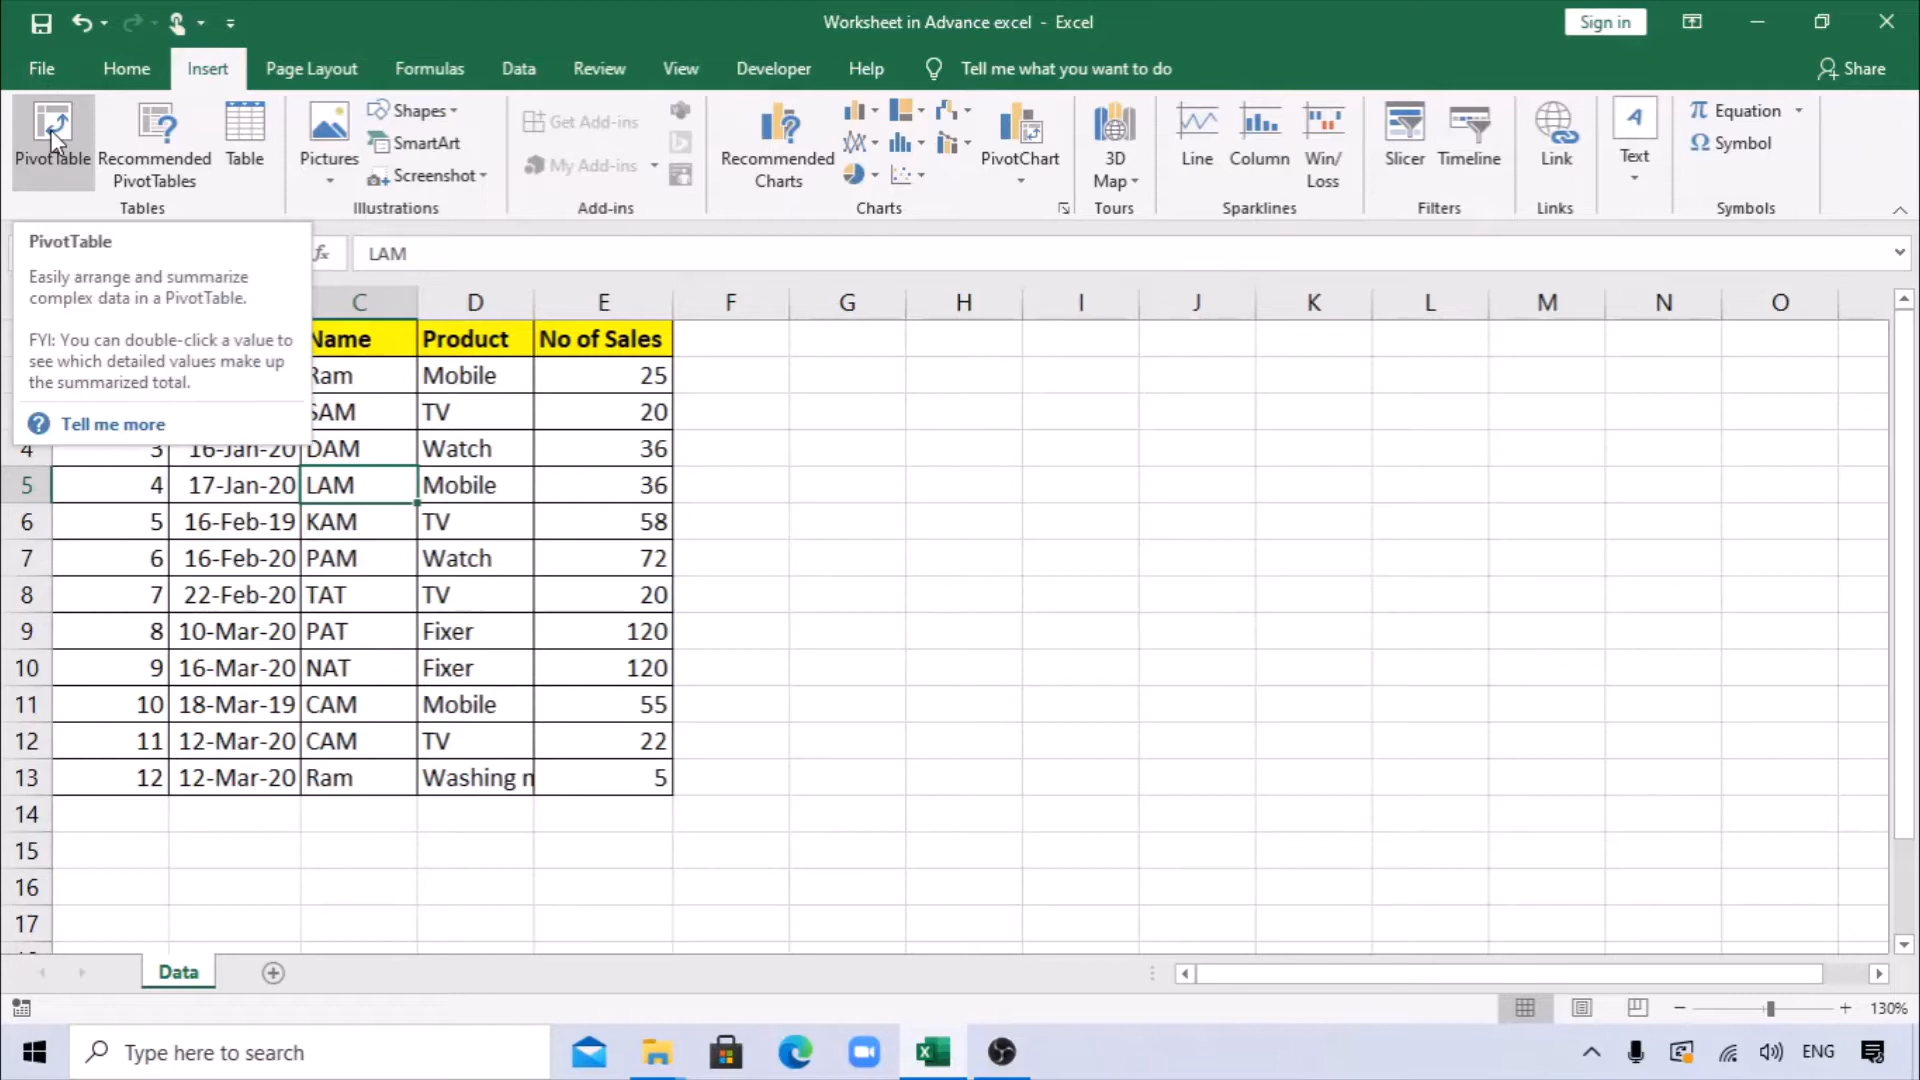 Worksheet in Advance excel - Excel
Sign in
File Home Insert Page Layout Formulas Data Review View Developer Help Tell me what you want to do Share
PivotTable
Recommended PivotTables
Table
Tables
Pictures
Shapes
SmartArt
Screenshot
Illustrations
Get Add-ins
My Add-ins
Add-ins
Recommended Charts
PivotChart
Charts
3D Map
Tours
Line
Column
Win/Loss
Sparklines
Slicer
Timeline
Filters
Link
Links
Text
Equation
Symbol
Symbols
PivotTable
Easily arrange and summarize
complex data in a PivotTable.
FYI: You can double-click a value to
see which detailed values make up
the summarized total.
Tell me more
fx LAM
C D E F G H I J K L M N O
Name Product No of Sales
Ram Mobile 25
SAM TV 20
4 3 16-Jan-20 DAM Watch 36
5 4 17-Jan-20 LAM Mobile 36
6 5 16-Feb-19 KAM TV 58
7 6 16-Feb-20 PAM Watch 72
8 7 22-Feb-20 TAT TV 20
9 8 10-Mar-20 PAT Fixer 120
10 9 16-Mar-20 NAT Fixer 120
11 10 18-Mar-19 CAM Mobile 55
12 11 12-Mar-20 CAM TV 22
13 12 12-Mar-20 Ram Washing 5
14
15
16
17
Data
130%
Type here to search
ENG